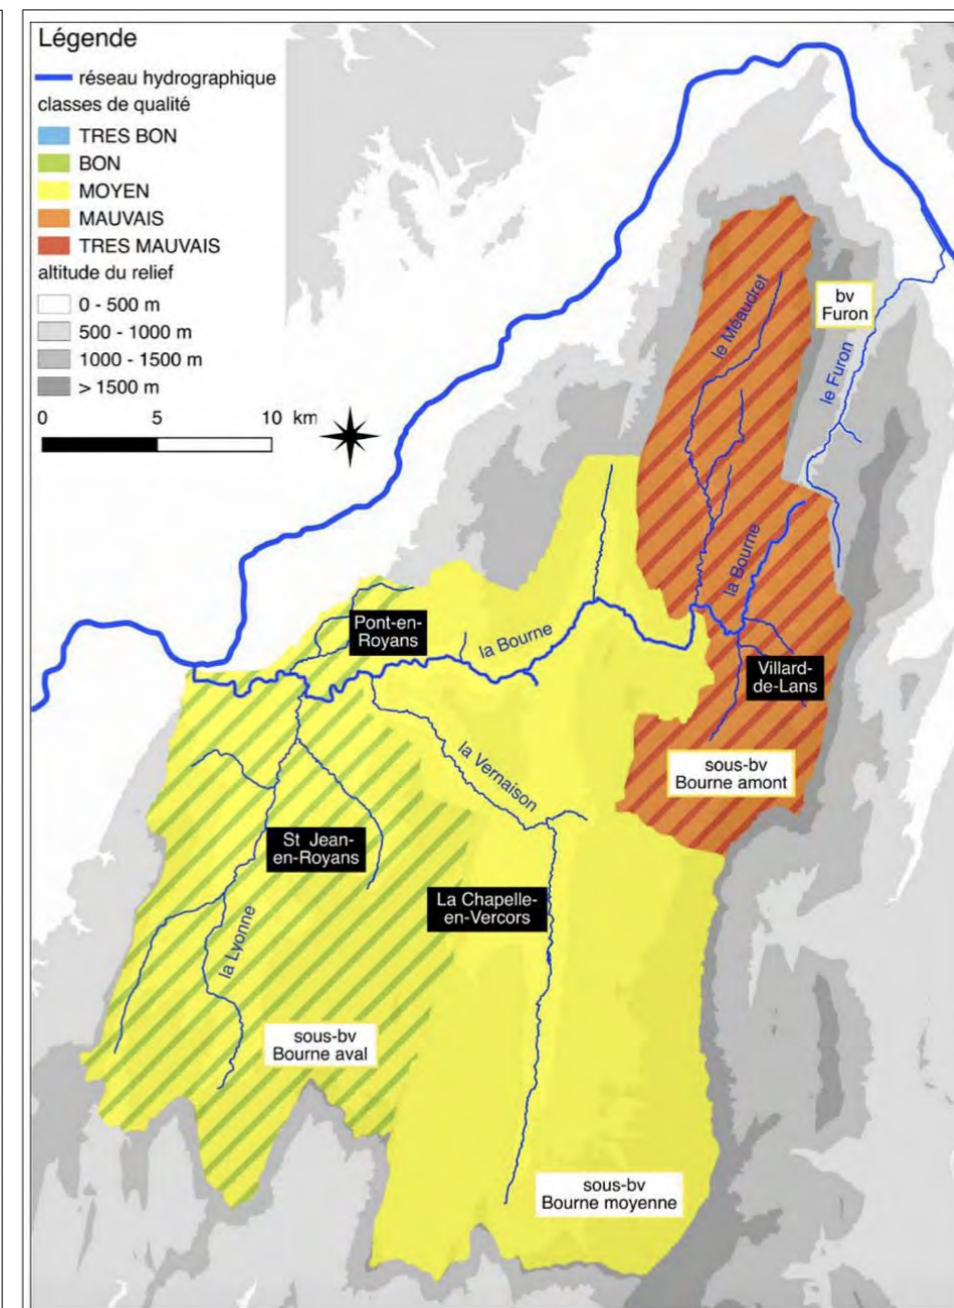 Légende
réseau hydrographique
classes de qualité
TRES BON
BON
MOYEN
MAUVAIS
TRES MAUVAIS
altitude du relief
0 - 500 m
500 - 1000 m
1000 - 1500 m
> 1500 m
0 5 10 km
le Méaudret
bv
Furon
le Furon
la Bourne
Pont-en-
Royans
la Bourne
Villard-
de-Lans
la Vernaison
sous-bv
Bourne amont
St Jean-
en-Royans
La Chapelle-
en-Vercors
la Lyonne
sous-bv
Bourne aval
sous-bv
Bourne moyenne